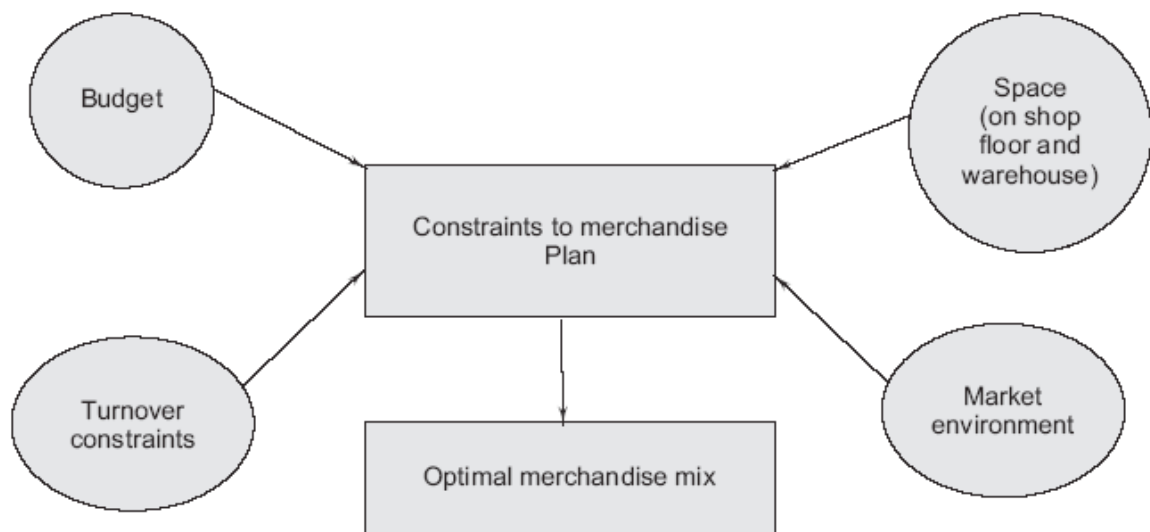 Budget
Space
(on shop
floor and
warehouse)
Constraints to merchandise
Plan
Turnover
constraints
Market
environment
Optimal merchandise mix